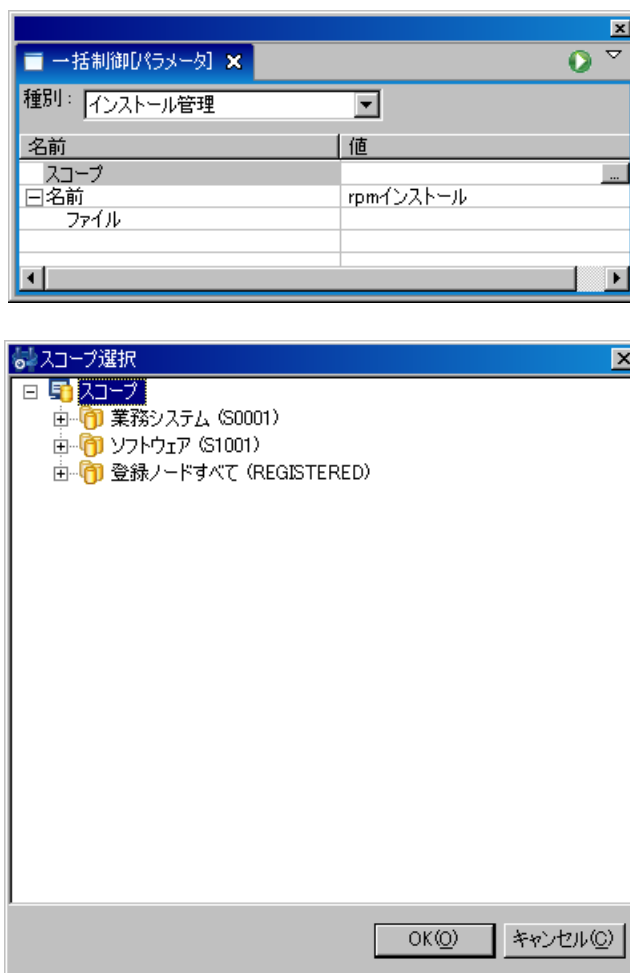 一括制御[パラメータ]
種別： インストール管理
名前 値
スコープ ...
名前 rpmインストール
ファイル
スコープ選択
スコープ
業務システム (S0001)
ソフトウェア (S1001)
登録ノードすべて (REGISTERED)
OK(O) キャンセル(C)